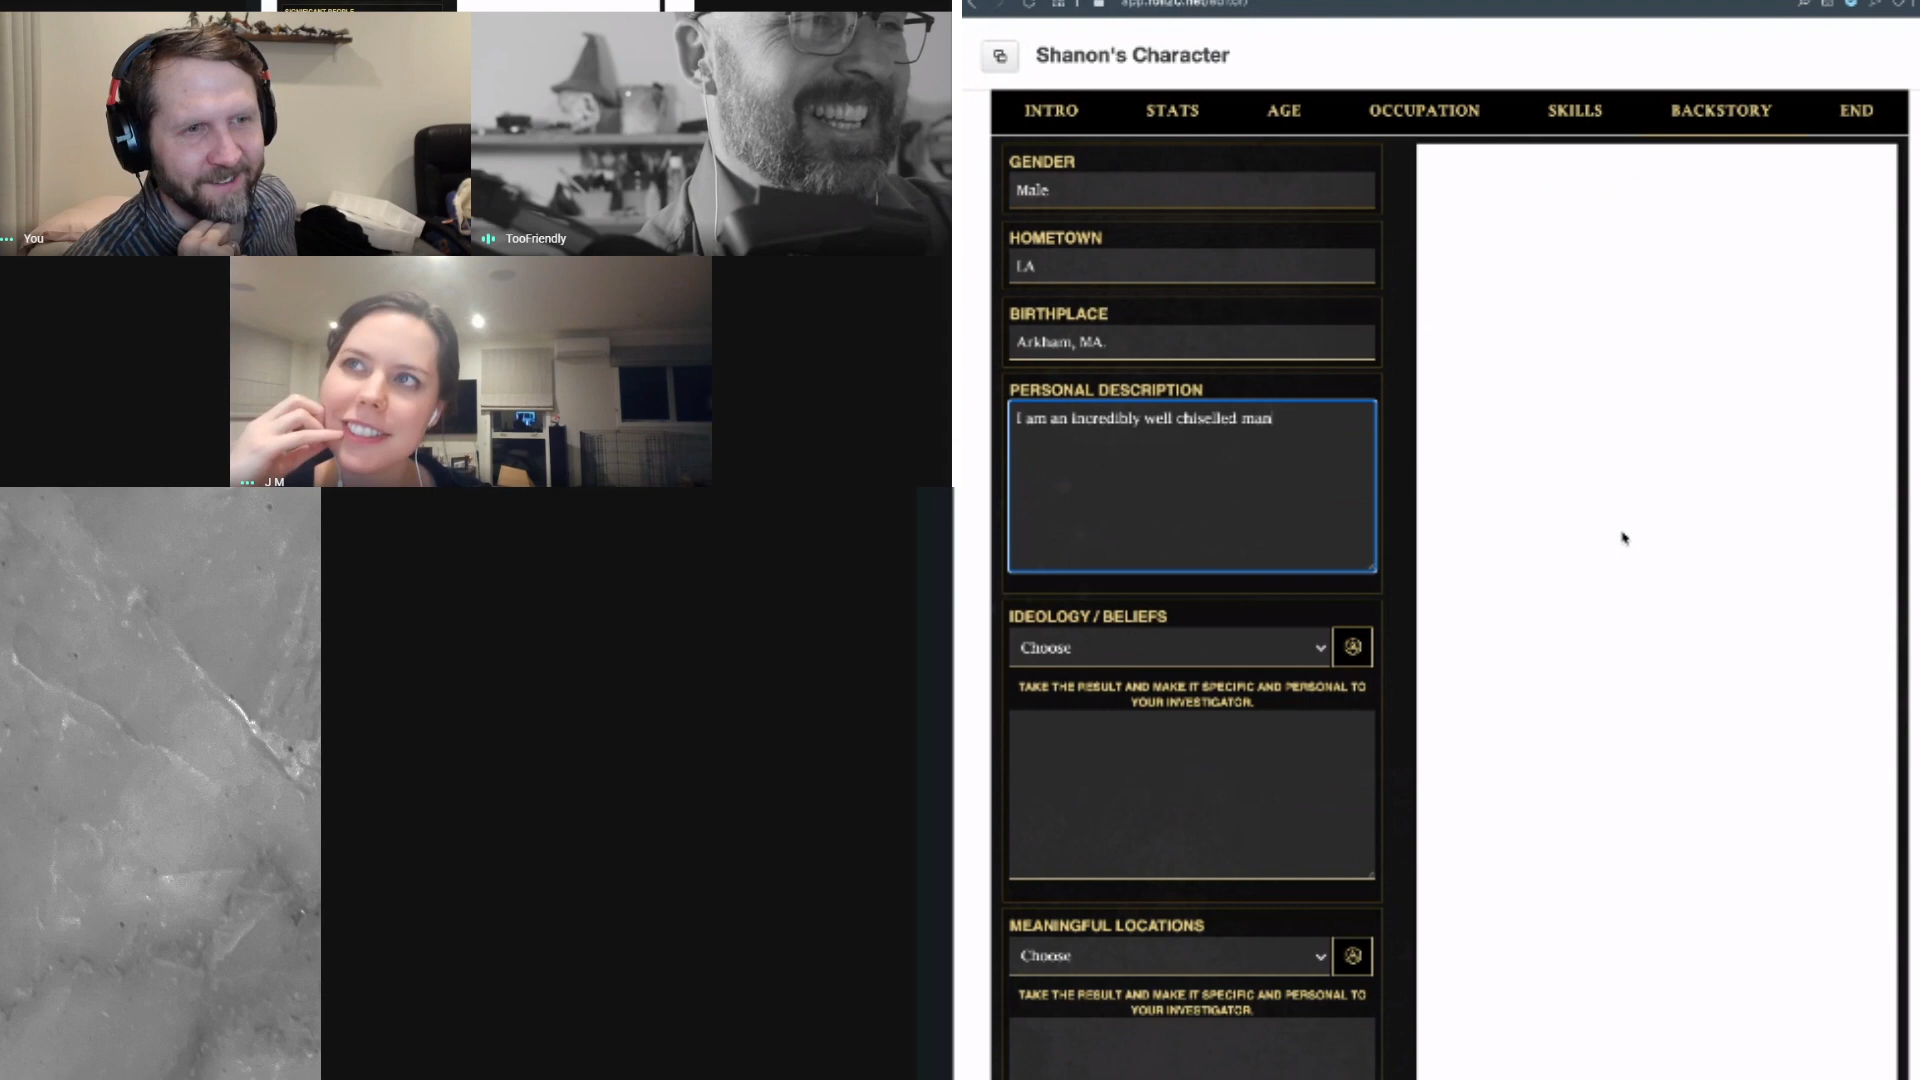 SIGNIFICANT PEOPLE
You
TooFriendly
J M
Shanon's Character
INTRO STATS AGE OCCUPATION SKILLS BACKSTORY END
GENDER
Male
HOMETOWN
LA
BIRTHPLACE
Arkham, MA.
PERSONAL DESCRIPTION
I am an incredibly well chiselled man
IDEOLOGY / BELIEFS
Choose
TAKE THE RESULT AND MAKE IT SPECIFIC AND PERSONAL TO
YOUR INVESTIGATOR.
MEANINGFUL LOCATIONS
Choose
TAKE THE RESULT AND MAKE IT SPECIFIC AND PERSONAL TO
YOUR INVESTIGATOR.